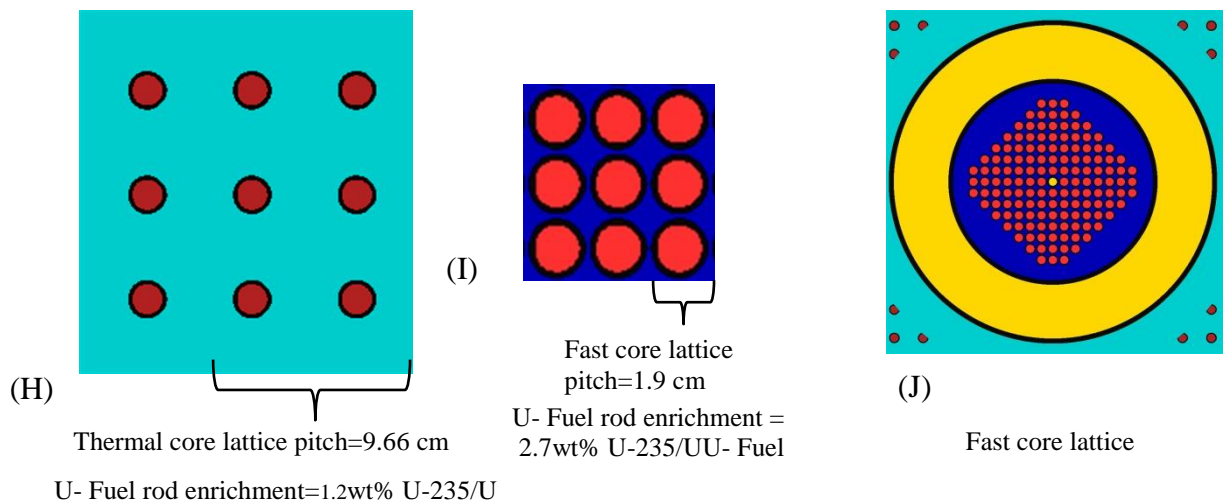 (H)
Thermal core lattice pitch=9.66 cm
U- Fuel rod enrichment=1.2wt% U-235/U
(I)
Fast core lattice
pitch=1.9 cm
U- Fuel rod enrichment =
2.7wt% U-235/UU- Fuel
(J)
Fast core lattice